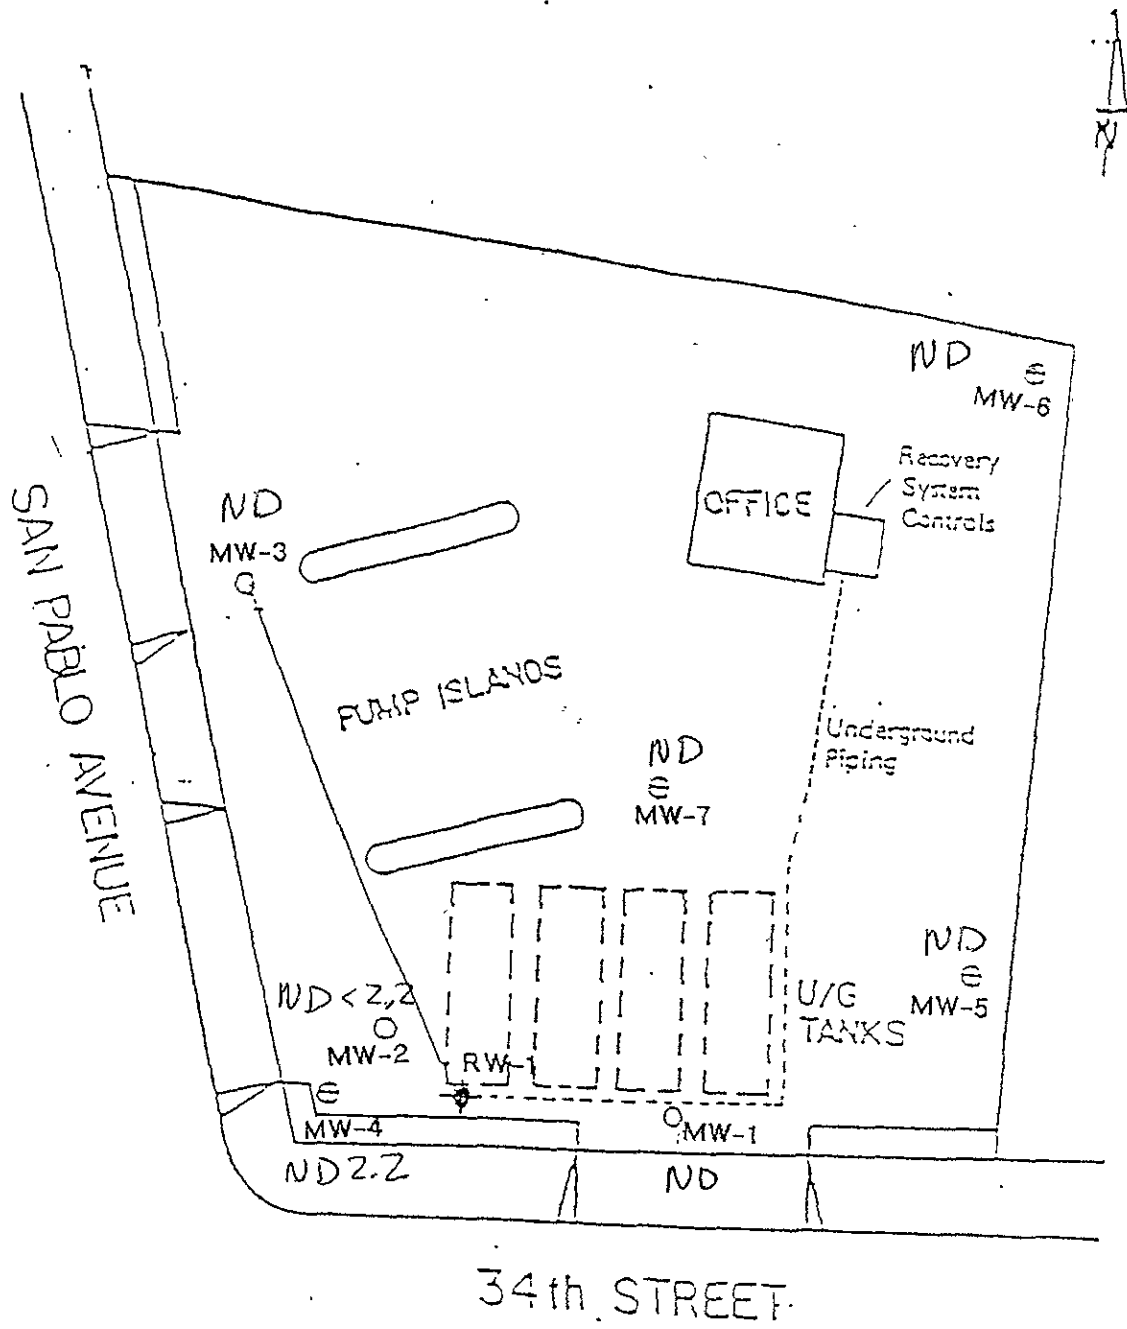 N
ND
MW-6
OFFICE
Recovery
System
Controls
ND
MW-3
SAN PABLO AVENUE
PUMP ISLANDS
Underground
Piping
ND
MW-7
ND
MW-5
U/G
TANKS
ND<2,2
MW-2
RW-1
MW-4
ND2.2
MW-1
ND
34th STREET